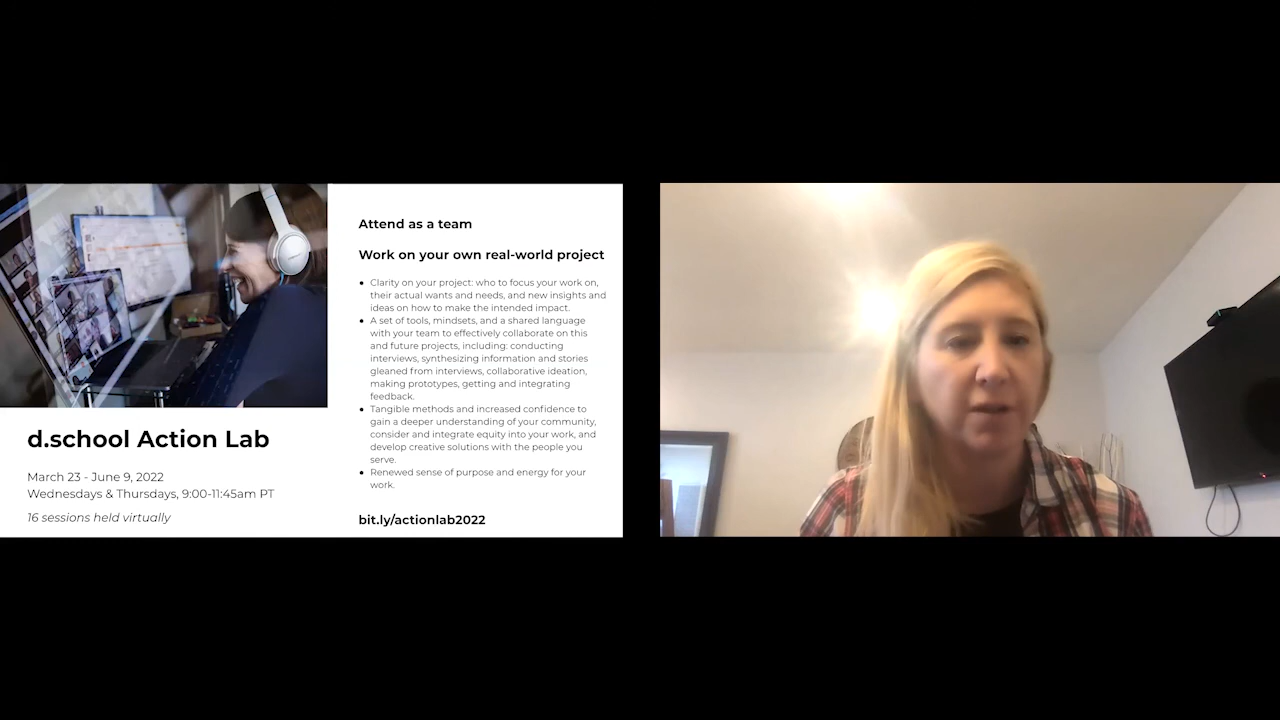 d.school Action Lab
March 23 - June 9, 2022
Wednesdays & Thursdays, 9:00-11:45am PT
16 sessions held virtually
Attend as a team
Work on your own real-world project
• Clarity on your project: who to focus your work on,
their actual wants and needs, and new insights and
ideas on how to make the intended impact.
• A set of tools, mindsets, and a shared language
with your team to effectively collaborate on this
and future projects, including: conducting
interviews, synthesizing information and stories
gleaned from interviews, collaborative ideation,
making prototypes, getting and integrating
feedback.
• Tangible methods and increased confidence to
gain a deeper understanding of your community,
consider and integrate equity into your work, and
develop creative solutions with the people you
serve.
• Renewed sense of purpose and energy for your
work.
bit.ly/actionlab2022